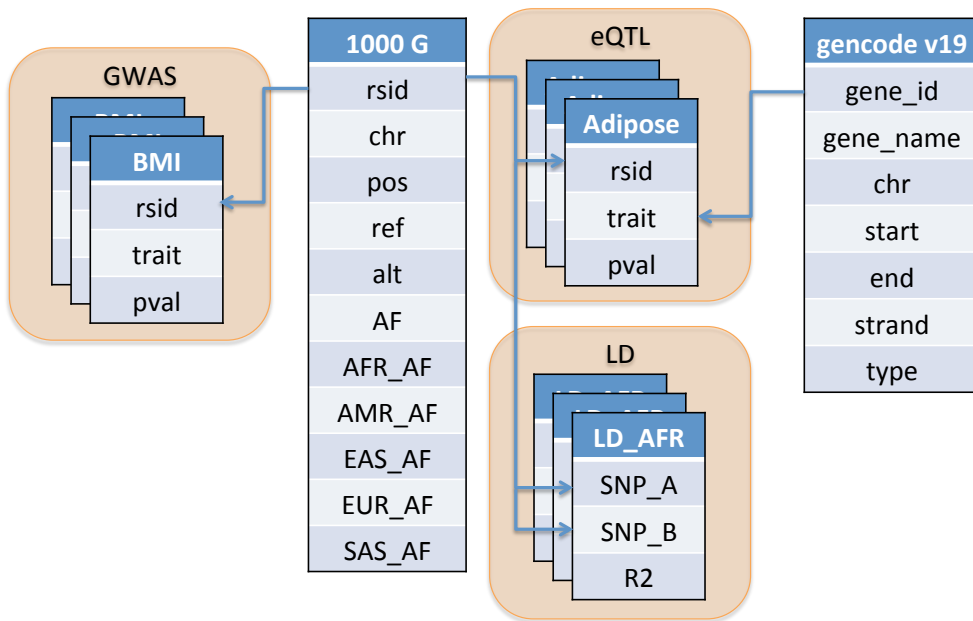 GWAS
BMI
rsid
trait
pval
1000 G
rsid
chr
pos
ref
alt
AF
AFR_AF
AMR_AF
EAS_AF
EUR_AF
SAS_AF
eQTL
Adipose
rsid
trait
pval
LD
LD_AFR
SNP_A
SNP_B
R2
gencode v19
gene_id
gene_name
chr
start
end
strand
type